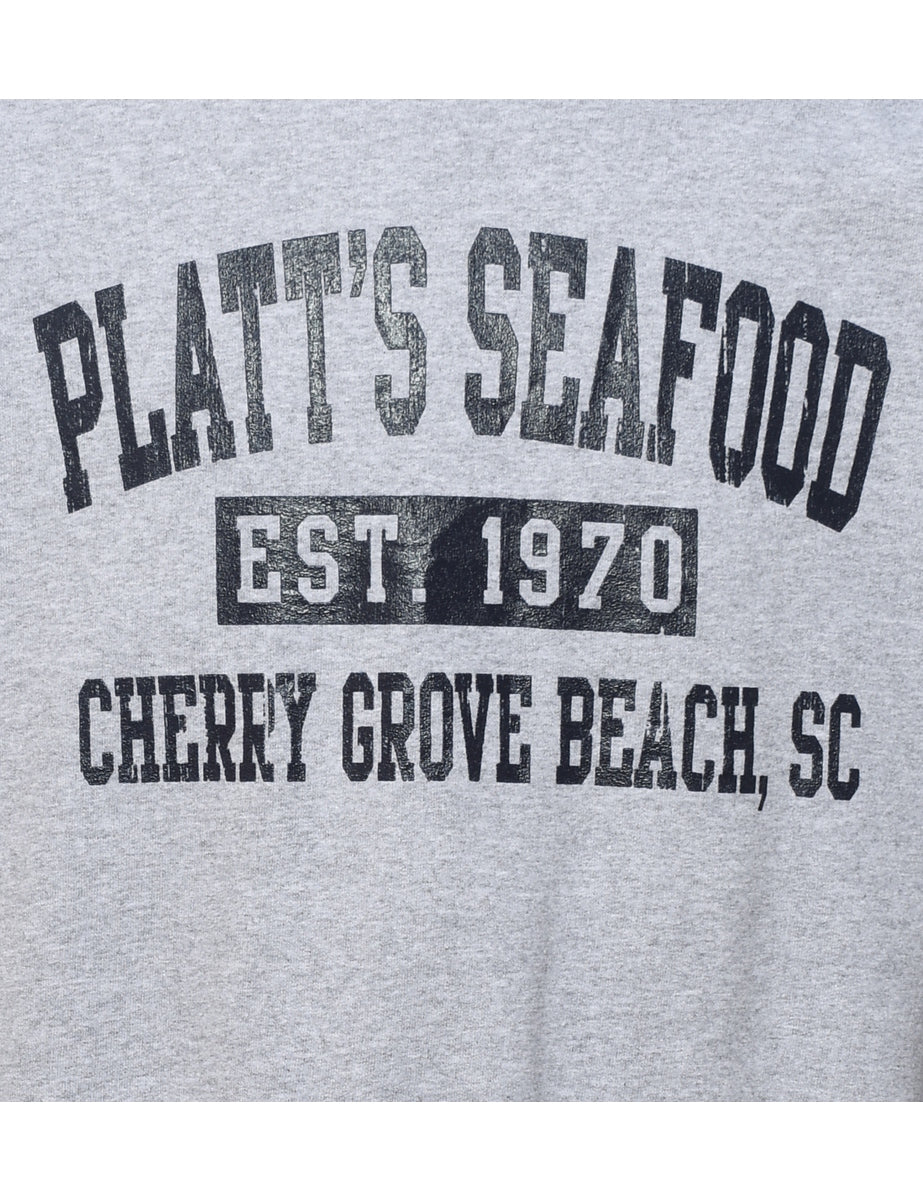 PLATT'S SEAFOOD
EST. 1970
CHERRY GROVE BEACH, SC